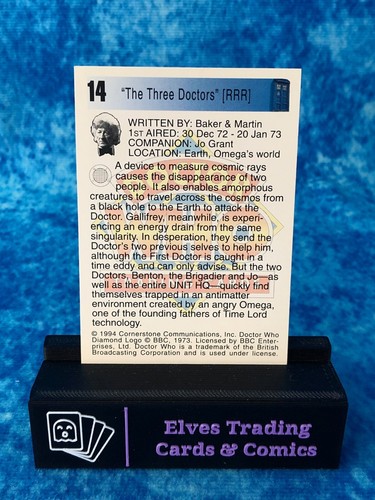 14 "The Three Doctors" [RRR]
WRITTEN BY: Baker & Martin
1ST AIRED: 30 Dec 72 - 20 Jan 73
COMPANION: Jo Grant
LOCATION: Earth, Omega's world
A device to measure cosmic rays
causes the disappearance of two
people. It also enables amorphous
creatures to travel across the cosmos from
a black hole to the Earth to attack the
Doctor. Gallifrey, meanwhile, is experi-
encing an energy drain from the same
singularity. In desperation, they send the
Doctor's two previous selves to help him,
although the First Doctor is caught in a
time eddy and can only advise. But the two
Doctors, Benton, the Brigadier and Jo—as
well as the entire UNIT HQ—quickly find
themselves trapped in an antimatter
environment created by an angry Omega,
one of the founding fathers of Time Lord
technology.
© 1994 Cornerstone Communications, Inc. Doctor Who
Diamond Logo © BBC, 1973. Licensed by BBC Enter-
prises, Ltd. Doctor Who is a trademark of the British
Broadcasting Corporation and is used under license.
Elves Trading
Cards & Comics